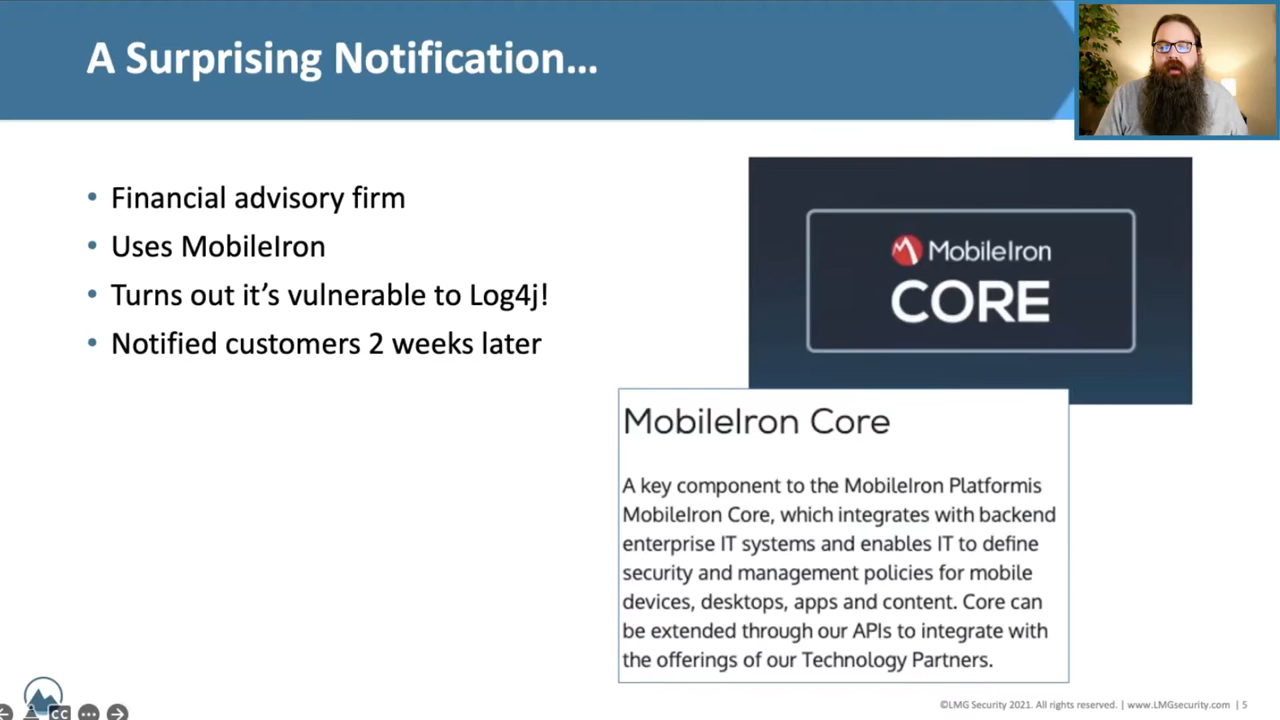 A Surprising Notification...
• Financial advisory firm
• Uses MobileIron
• Turns out it's vulnerable to Log4j!
• Notified customers 2 weeks later
MobileIron
CORE
MobileIron Core
A key component to the MobileIron Platformis
MobileIron Core, which integrates with backend
enterprise IT systems and enables IT to define
security and management policies for mobile
devices, desktops, apps and content. Core can
be extended through our APIs to integrate with
the offerings of our Technology Partners.
CC
©LMG Security 2021. All rights reserved. | www.LMGsecurity.com | 5